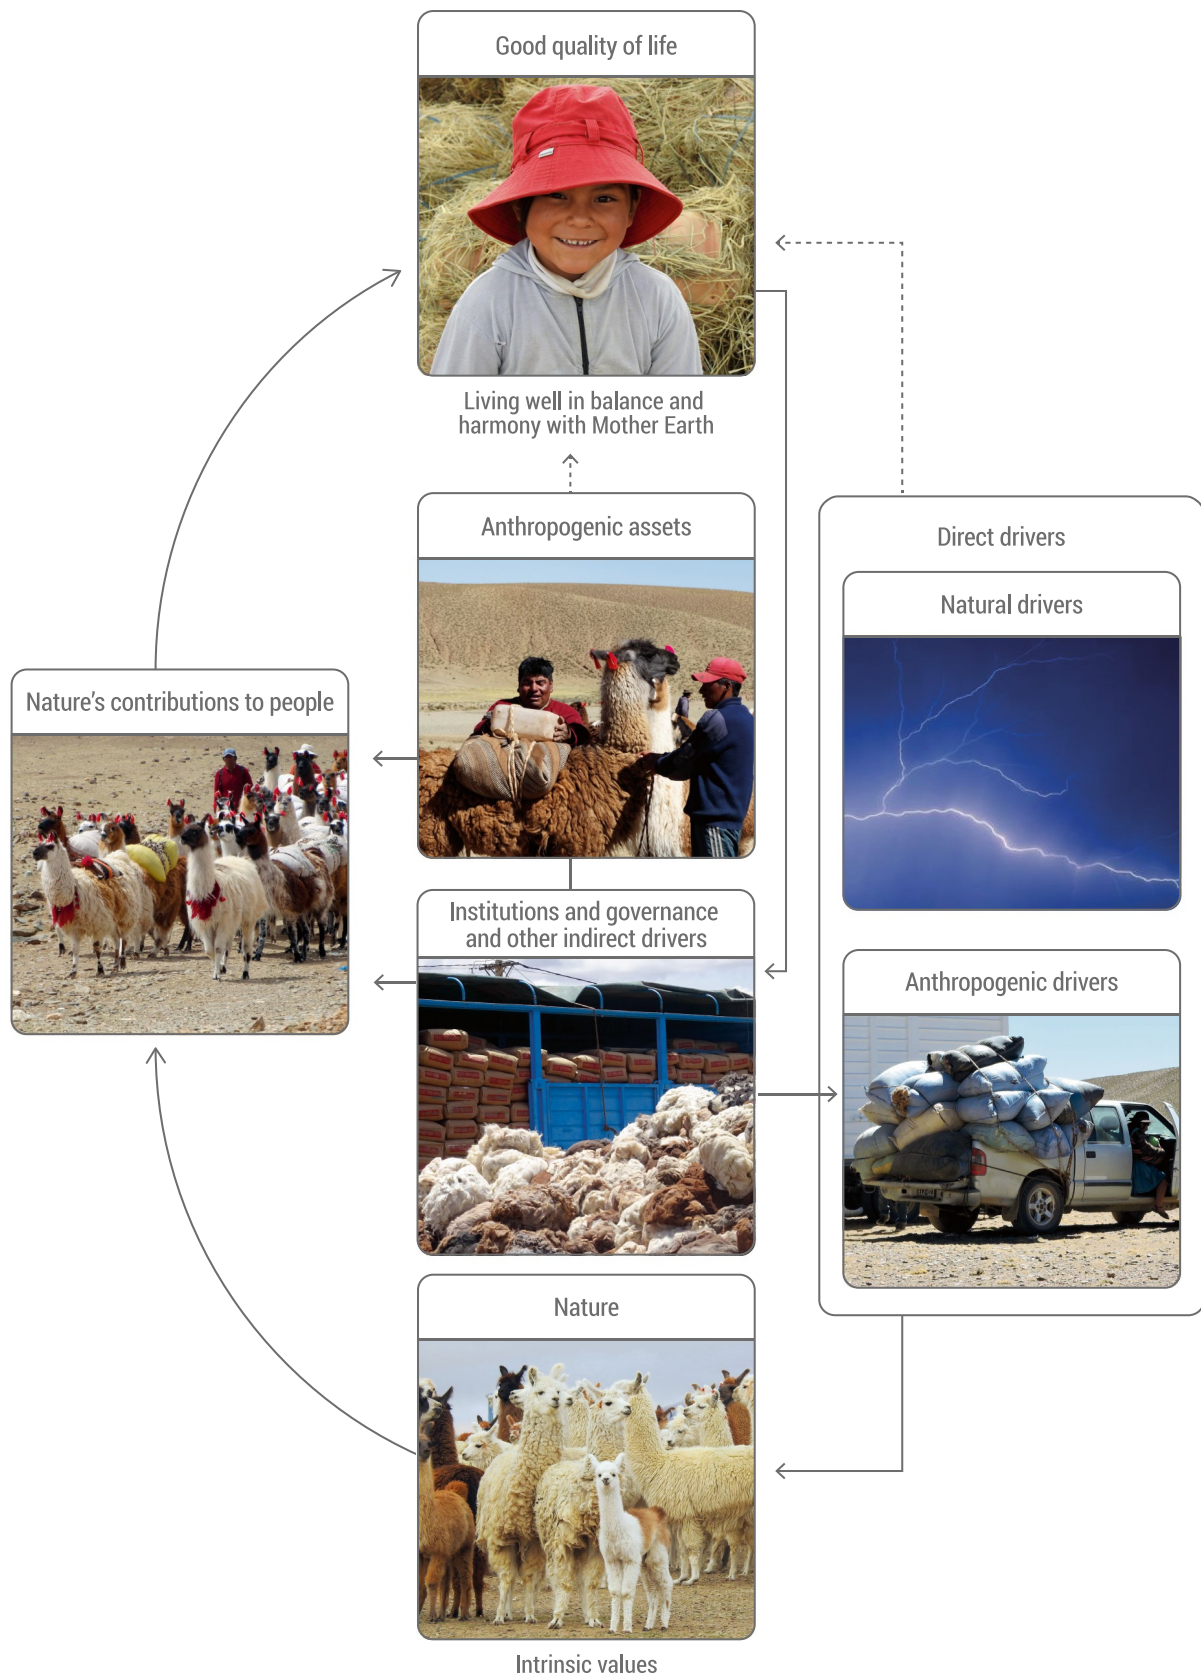 Good quality of life
Living well in balance and
harmony with Mother Earth
Anthropogenic assets
Direct drivers
Natural drivers
Nature's contributions to people
Institutions and governance
and other indirect drivers
Anthropogenic drivers
Nature
Intrinsic values